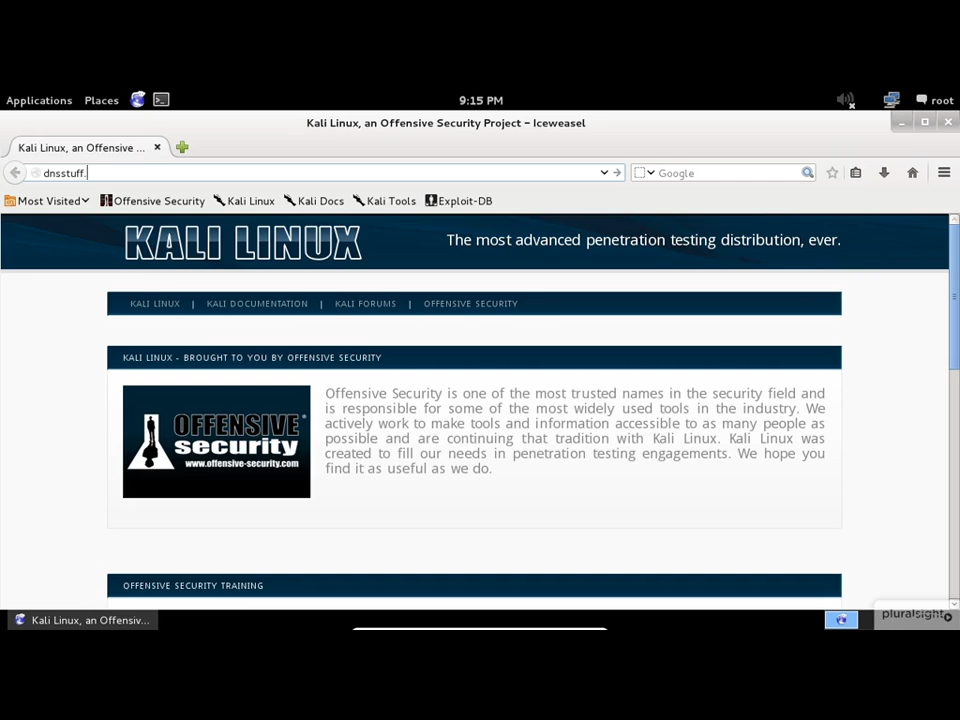 Applications Places 9:15 PM root
Kali Linux, an Offensive Security Project – Iceweasel
Kali Linux, an Offensive ...
dnsstuff. Google
Most Visited Offensive Security Kali Linux Kali Docs Kali Tools Exploit-DB
KALI LINUX The most advanced penetration testing distribution, ever.
KALI LINUX | KALI DOCUMENTATION | KALI FORUMS | OFFENSIVE SECURITY
KALI LINUX - BROUGHT TO YOU BY OFFENSIVE SECURITY
OFFENSIVE
security
www.offensive-security.com
Offensive Security is one of the most trusted names in the security field and
is responsible for some of the most widely used tools in the industry. We
actively work to make tools and information accessible to as many people as
possible and are continuing that tradition with Kali Linux. Kali Linux was
created to fill our needs in penetration testing engagements. We hope you
find it as useful as we do.
OFFENSIVE SECURITY TRAINING
Kali Linux, an Offensiv...
pluralsight